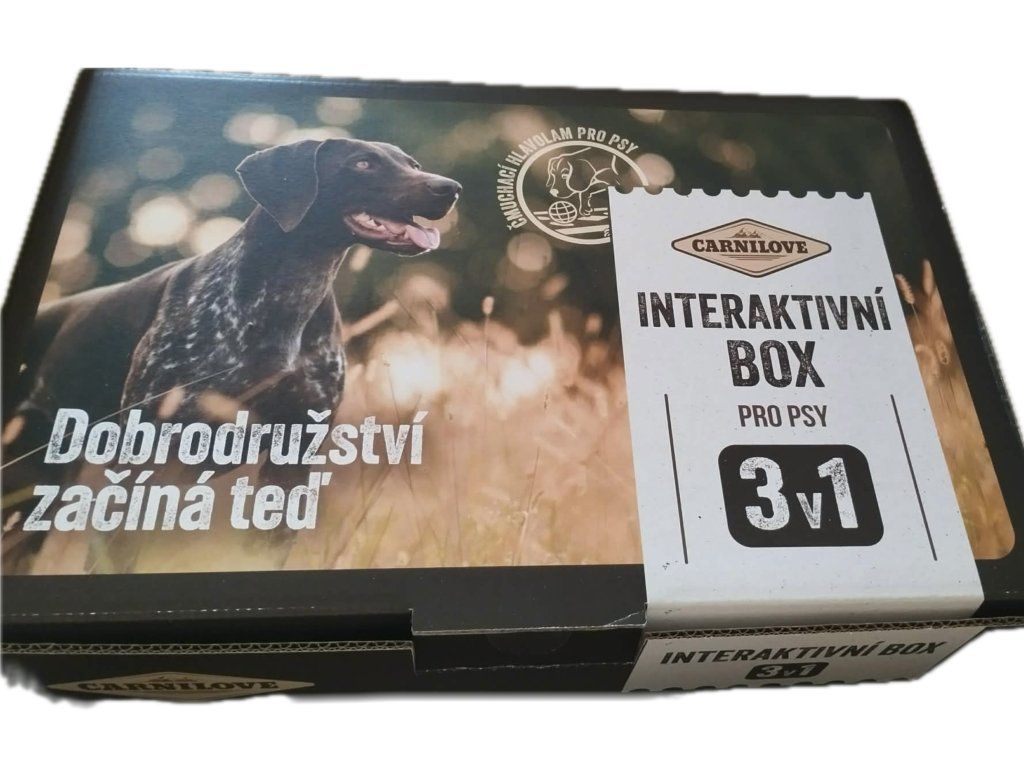 ČMUCHACÍ HLAVOLAM PRO PSY
CARNILOVE
INTERAKTIVNÍ
BOX
PRO PSY
3v1
Dobrodružství
začíná teď
CARNILOVE
INTERAKTIVNÍ BOX
3v1